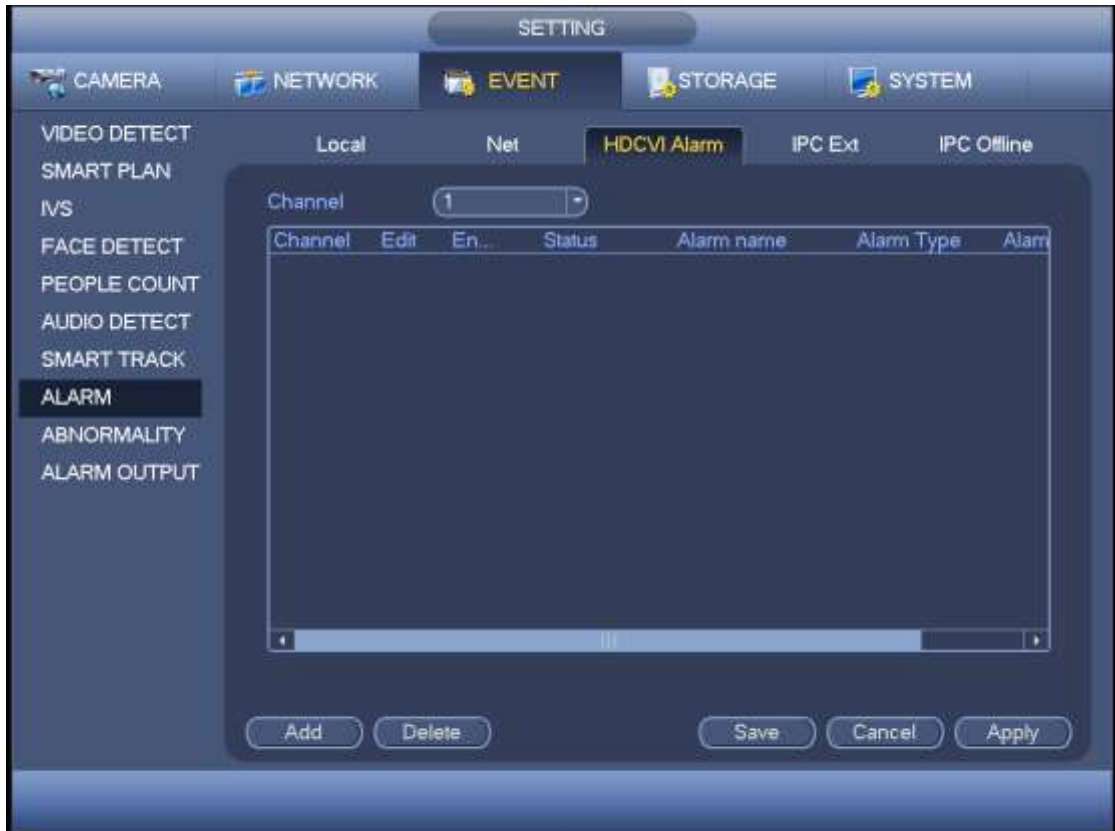 SETTING
CAMERA NETWORK EVENT STORAGE SYSTEM
VIDEO DETECT
SMART PLAN
IVS
FACE DETECT
PEOPLE COUNT
AUDIO DETECT
SMART TRACK
ALARM
ABNORMALITY
ALARM OUTPUT
Local Net HDCVI Alarm IPC Ext IPC Offline
Channel 1
Channel Edit En... Status Alarm name Alarm Type Alarm
Add Delete Save Cancel Apply